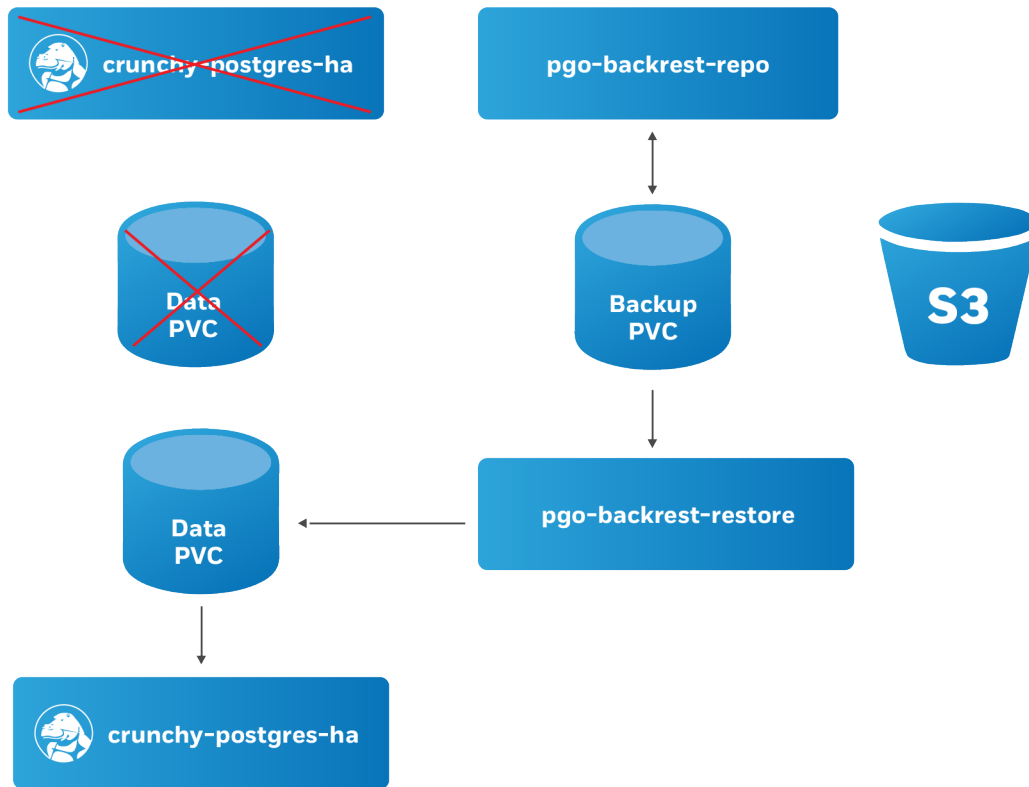 crunchy-postgres-ha
pgo-backrest-repo
Data
PVC
Backup
PVC
S3
Data
PVC
pgo-backrest-restore
crunchy-postgres-ha